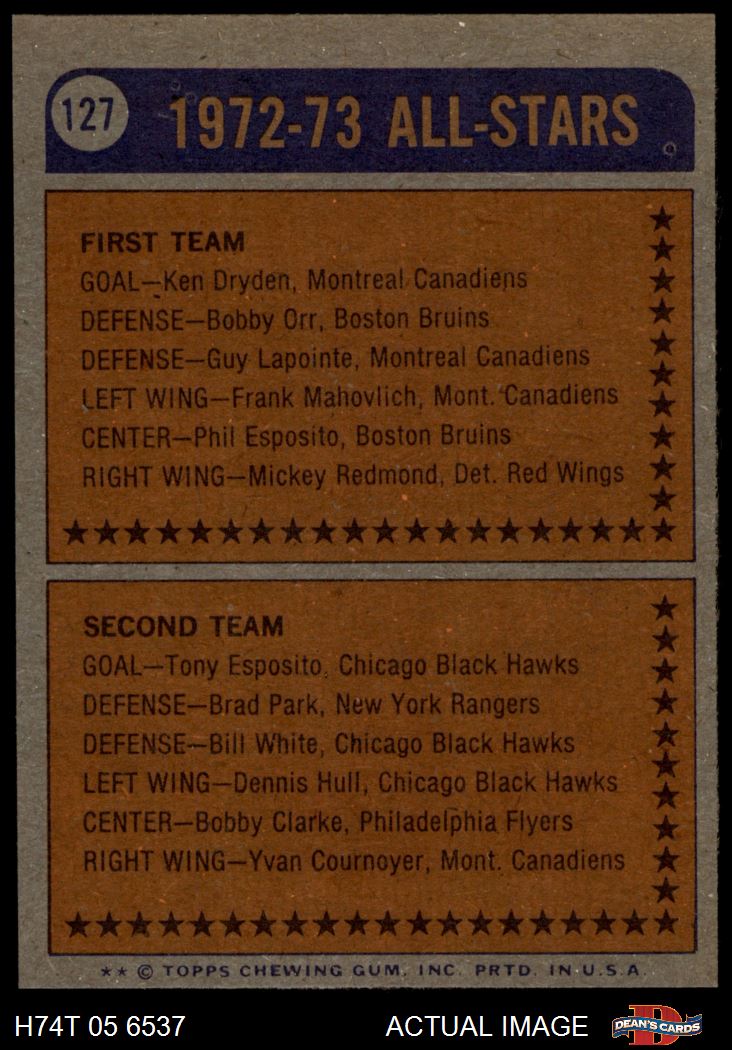 127
1972-73 ALL-STARS
FIRST TEAM
GOAL—Ken Dryden, Montreal Canadiens
DEFENSE—Bobby Orr, Boston Bruins
DEFENSE—Guy Lapointe, Montreal Canadiens
LEFT WING—Frank Mahovlich, Mont. Canadiens
CENTER—Phil Esposito, Boston Bruins
RIGHT WING—Mickey Redmond, Det. Red Wings
SECOND TEAM
GOAL—Tony Esposito, Chicago Black Hawks
DEFENSE—Brad Park, New York Rangers
DEFENSE—Bill White, Chicago Black Hawks
LEFT WING—Dennis Hull, Chicago Black Hawks
CENTER—Bobby Clarke, Philadelphia Flyers
RIGHT WING—Yvan Cournoyer, Mont. Canadiens
** © TOPPS CHEWING GUM, INC. PRTD. IN U.S.A.
H74T 05 6537 ACTUAL IMAGE D DEAN'S CARDS